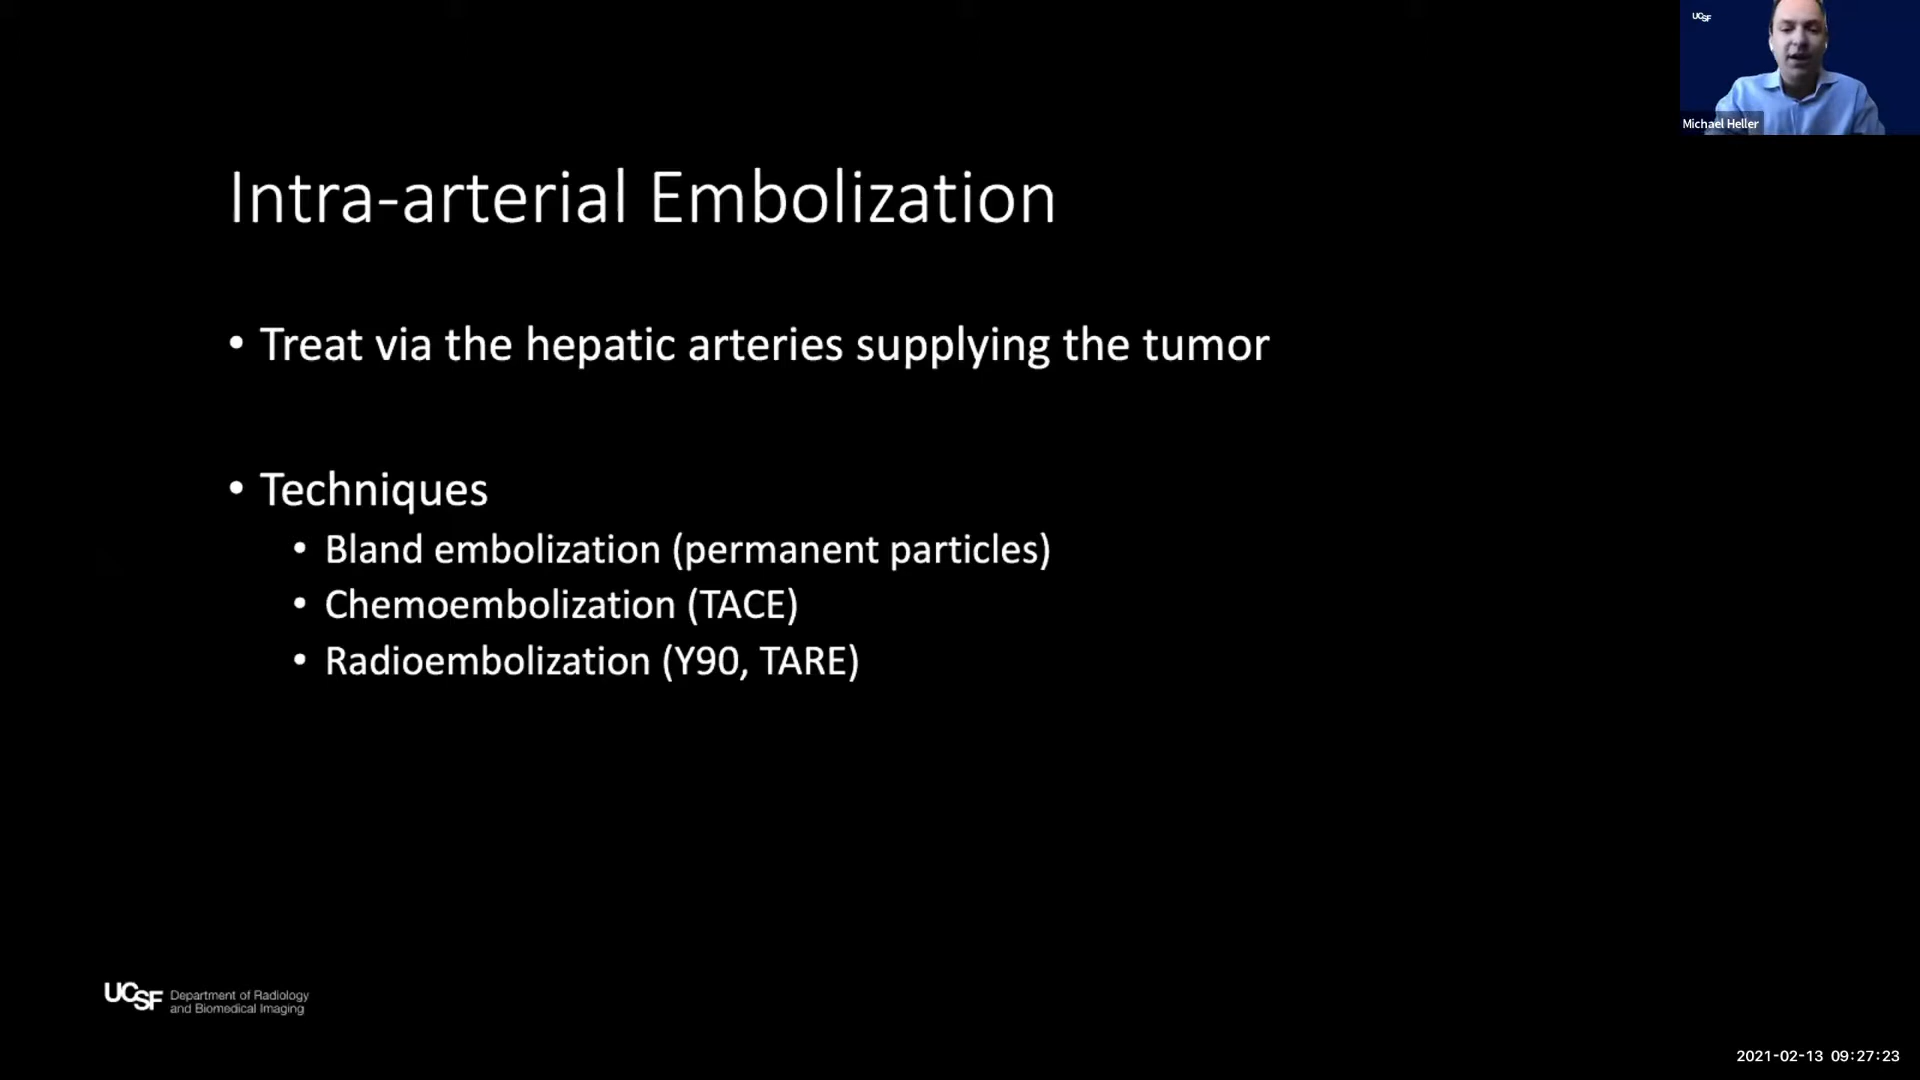 UCSF
Michael Heller
Intra-arterial Embolization
• Treat via the hepatic arteries supplying the tumor
• Techniques
• Bland embolization (permanent particles)
• Chemoembolization (TACE)
• Radioembolization (Y90, TARE)
UCSF Department of Radiology
and Biomedical Imaging
2021-02-13 09:27:23